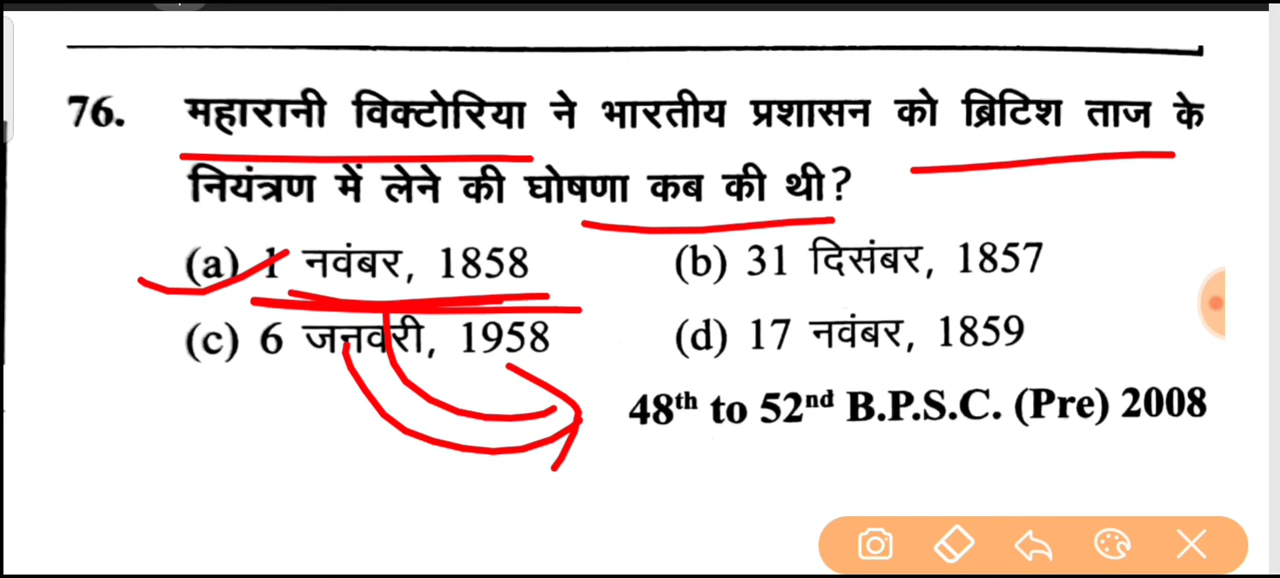 76. महारानी विक्टोरिया ने भारतीय प्रशासन को ब्रिटिश ताज के
नियंत्रण में लेने की घोषणा कब की थी?
(a) 1 नवंबर, 1858 (b) 31 दिसंबर, 1857
(c) 6 जनवरी, 1958 (d) 17 नवंबर, 1859
48th to 52nd B.P.S.C. (Pre) 2008